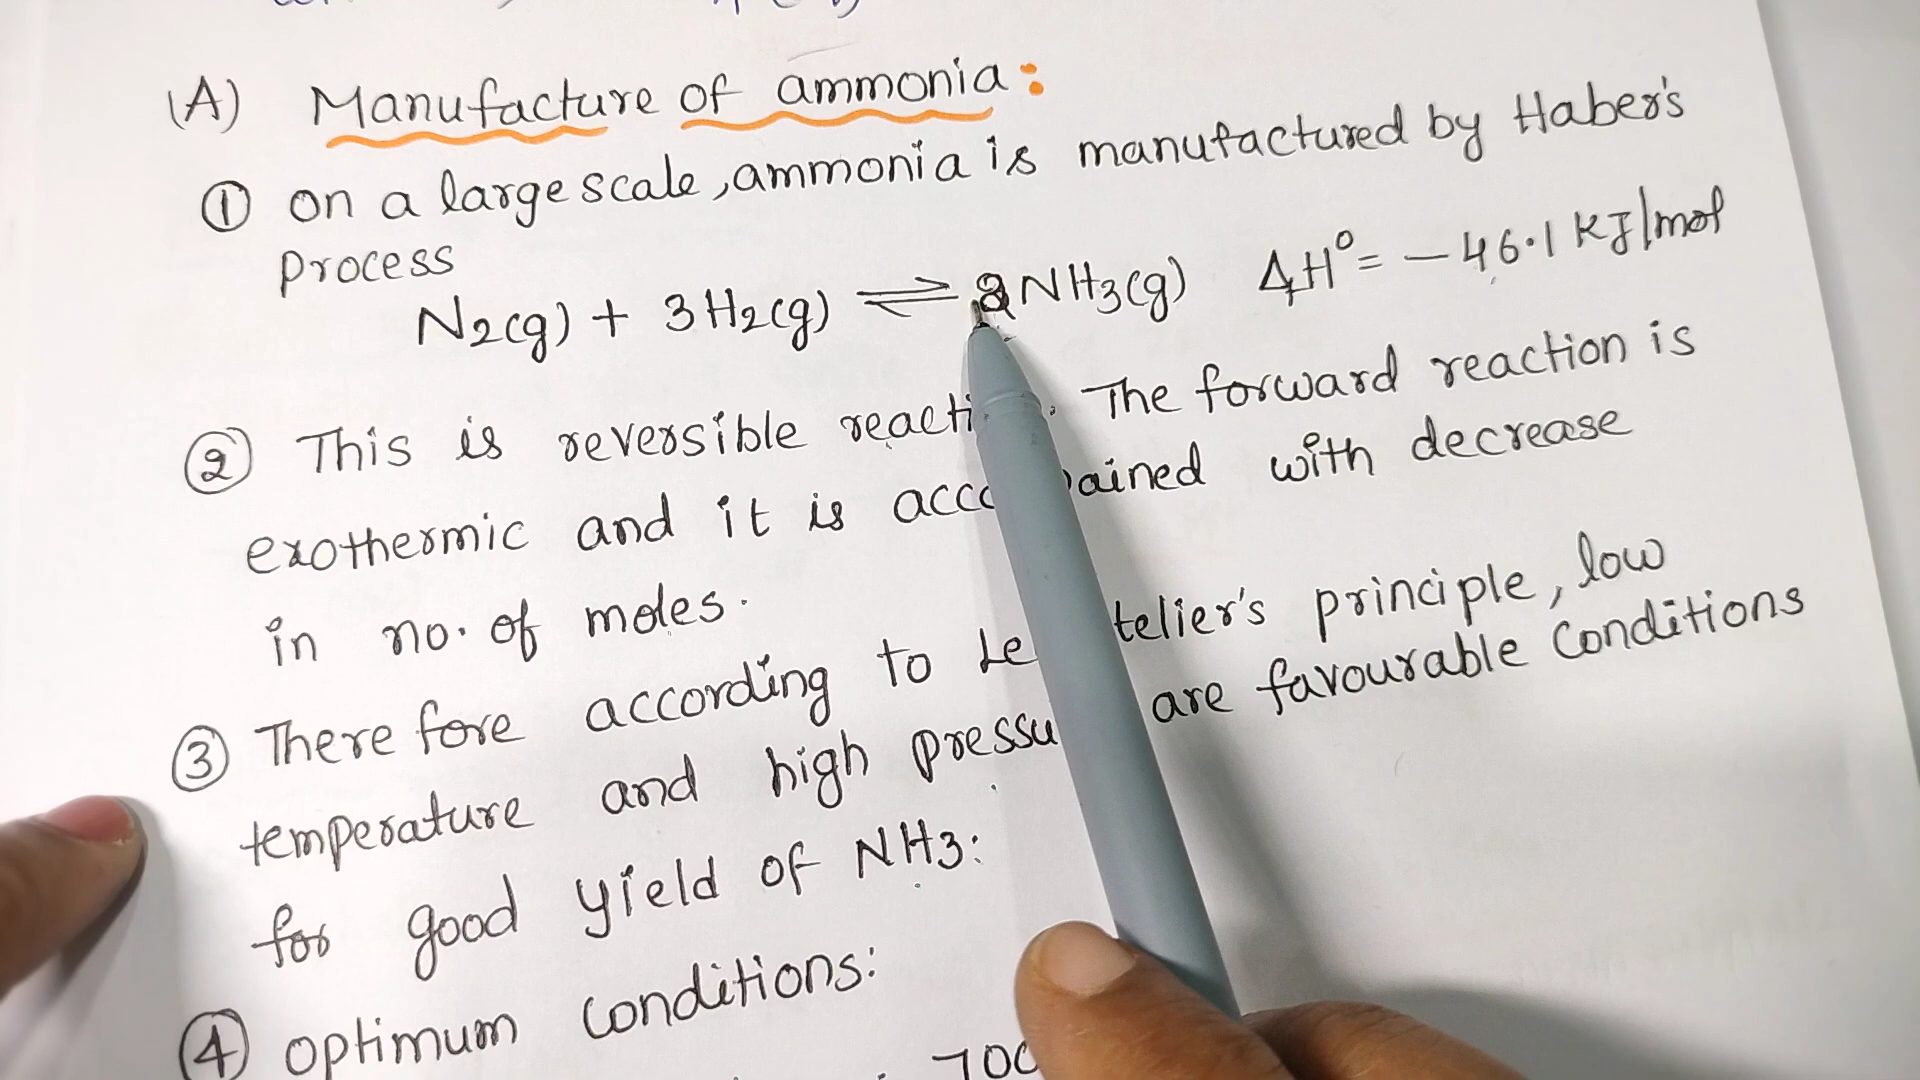 (A) Manufacture of ammonia:
① on a large scale, ammonia is manufactured by Haber's
process
N2(g) + 3H2(g) ⇌ 2NH3(g) ΔH° = -46.1 KJ/mol
② This is reversible reacti . The forward reaction is
exothermic and it is acco ained with decrease
in no. of moles.
③ There fore according to Le telier's principle, low
temperature and high pressu are favourable conditions
for good yield of NH3:
④ optimum conditions:
700